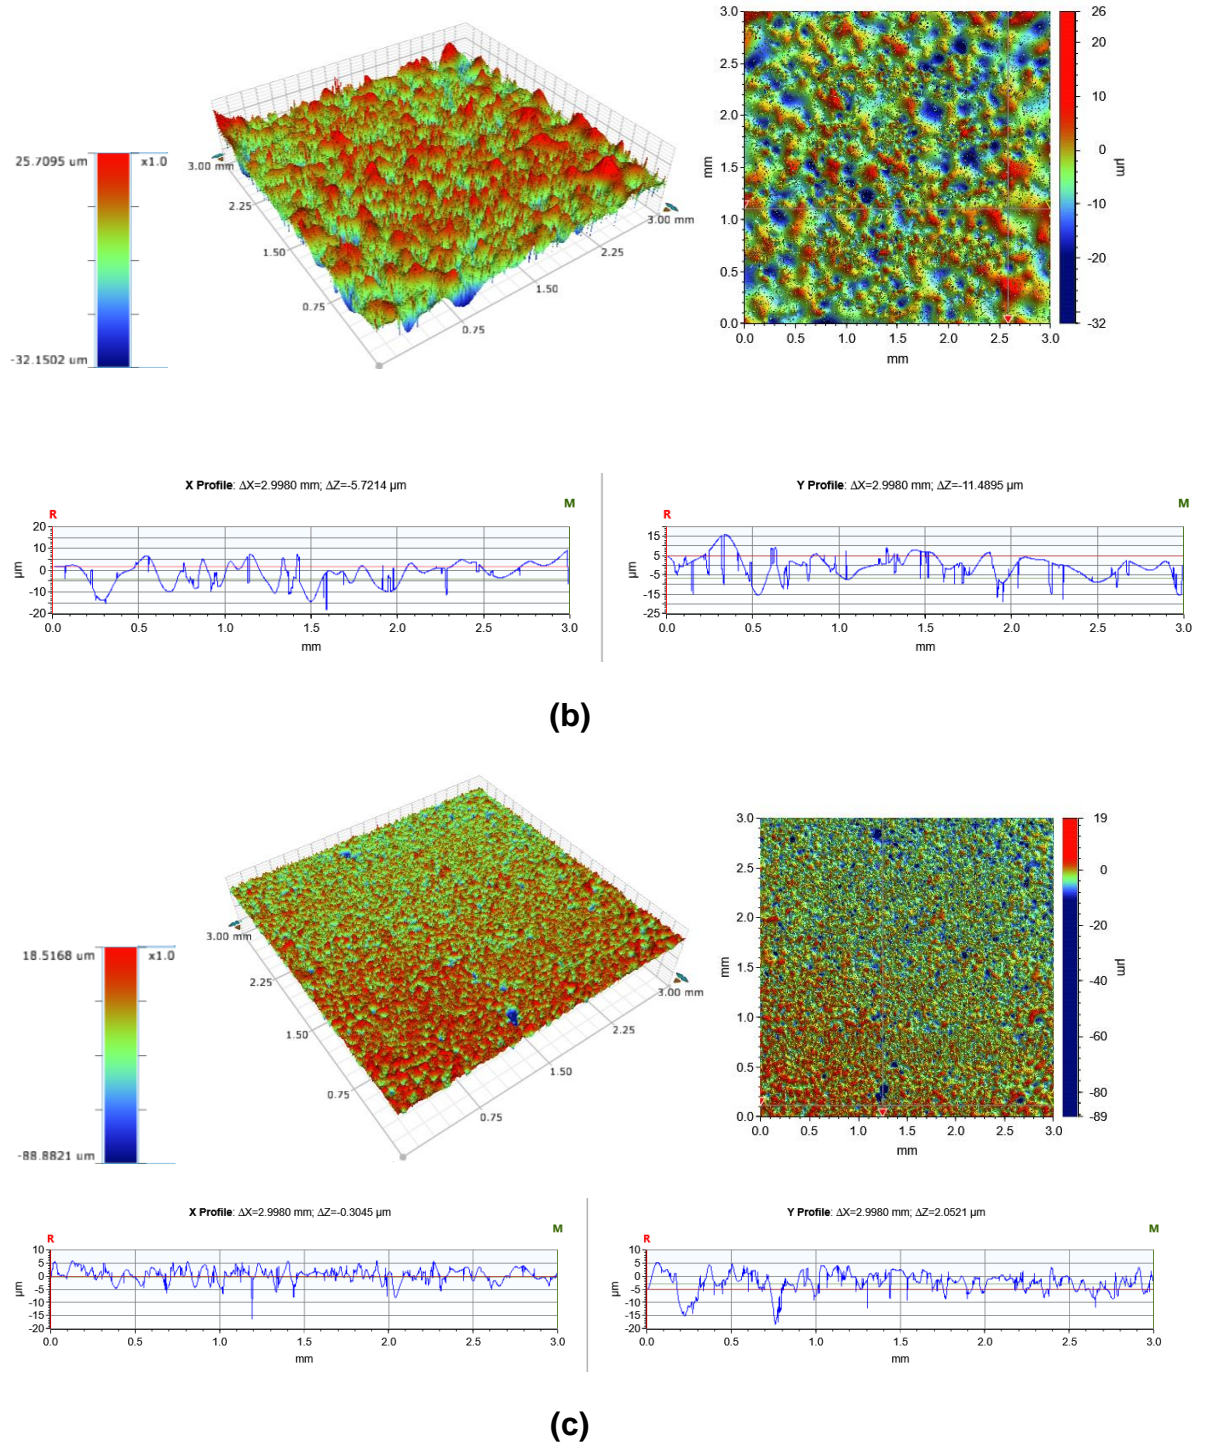 25.7095 um
x1.0
-32.1502 um
3.00 mm
2.25
1.50
0.75
0.75
1.50
2.25
3.00 mm
3.0
2.5
2.0
1.5
1.0
0.5
0.0
mm
0.0 0.5 1.0 1.5 2.0 2.5 3.0
mm
26
20
10
0
-10
-20
-32
µm
X Profile: ΔX=2.9980 mm; ΔZ=-5.7214 µm
R
M
20
10
0
-10
-20
µm
0.0 0.5 1.0 1.5 2.0 2.5 3.0
mm
Y Profile: ΔX=2.9980 mm; ΔZ=-11.4895 µm
R
M
15
5
-5
-15
-25
µm
0.0 0.5 1.0 1.5 2.0 2.5 3.0
mm
(b)
18.5168 um
x1.0
-88.8821 um
3.00 mm
2.25
1.50
0.75
0.75
1.50
2.25
3.00 mm
3.0
2.5
2.0
1.5
1.0
0.5
0.0
mm
0.0 0.5 1.0 1.5 2.0 2.5 3.0
mm
19
0
-20
-40
-60
-80
-89
µm
X Profile: ΔX=2.9980 mm; ΔZ=-0.3045 µm
R
M
10
5
0
-5
-10
-15
-20
µm
0.0 0.5 1.0 1.5 2.0 2.5 3.0
mm
Y Profile: ΔX=2.9980 mm; ΔZ=2.0521 µm
R
M
10
5
0
-5
-10
-15
-20
µm
0.0 0.5 1.0 1.5 2.0 2.5 3.0
mm
(c)